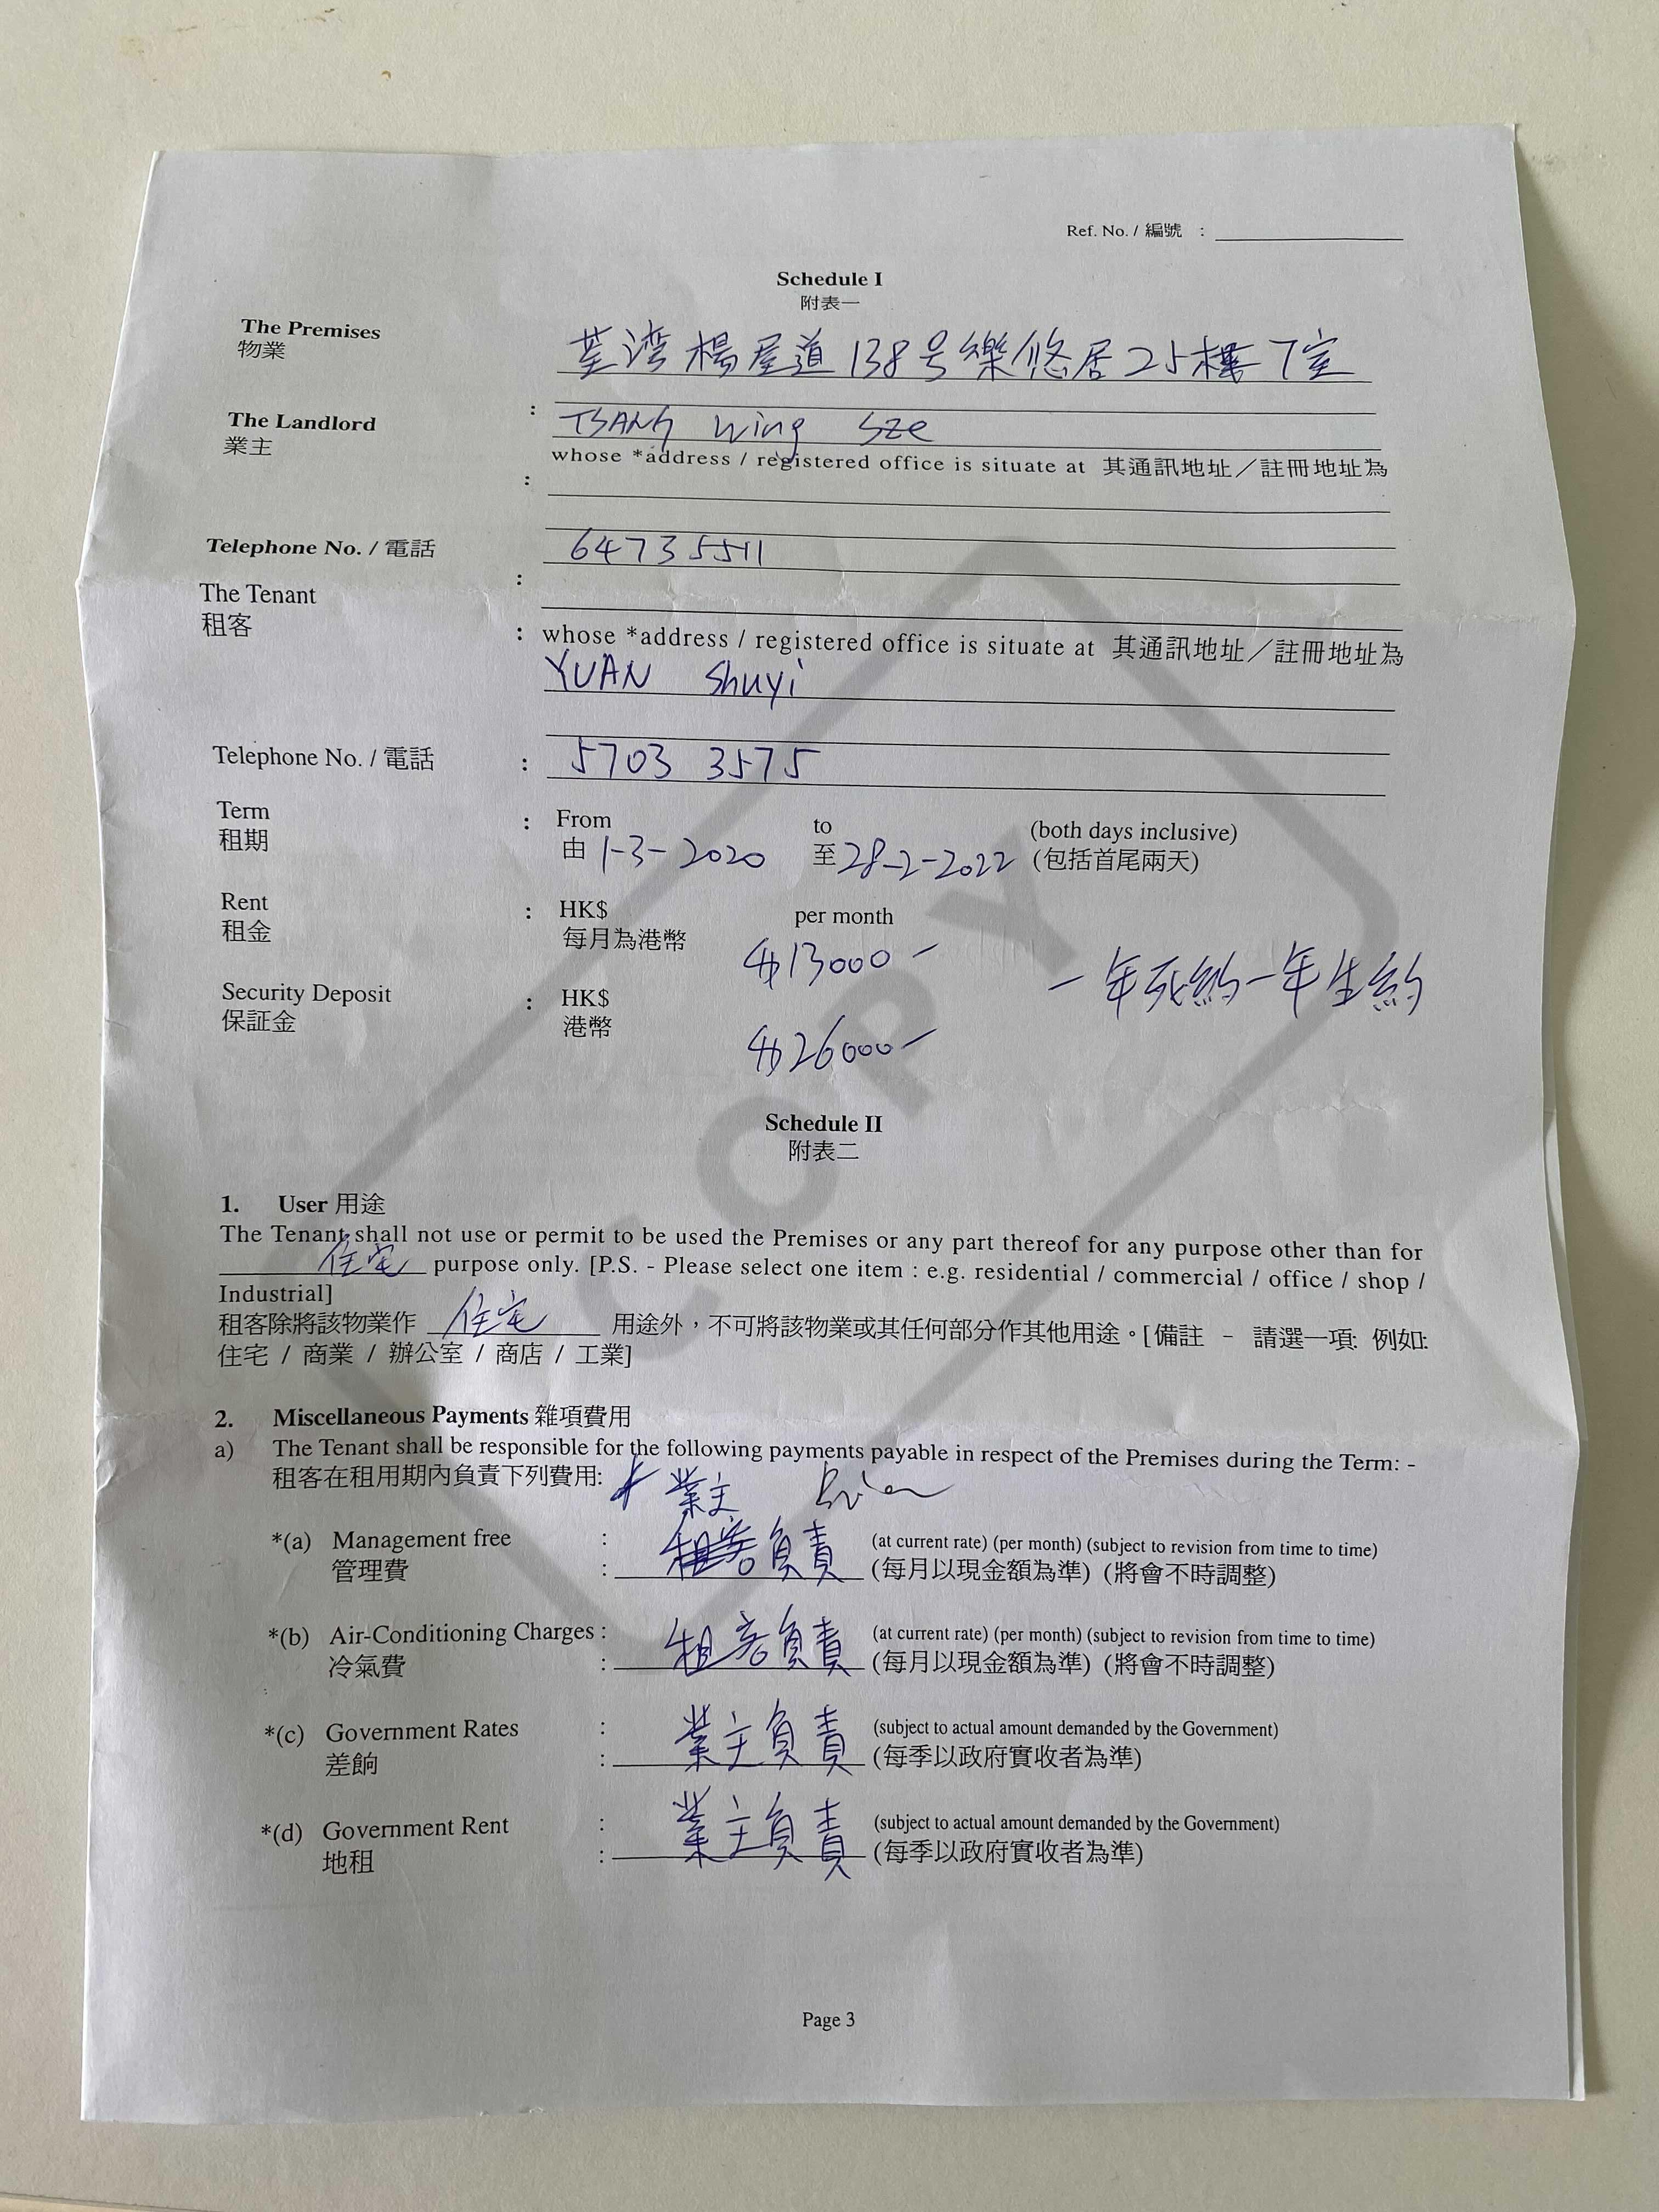 Ref. No. / 編號 :
Schedule I
附表一
The Premises
物業
荃湾楊屋道138号樂悠居25樓7室
:
The Landlord
業主
TSANG Wing Sze
whose *address / registered office is situate at 其通訊地址／註冊地址為
:
Telephone No. / 電話
64735511
:
The Tenant
租客
: whose *address / registered office is situate at 其通訊地址／註冊地址為
YUAN Shuyi
Telephone No. / 電話 : 5703 3575
Term : From to (both days inclusive)
租期 由 1-3-2020 至 28-2-2022 (包括首尾兩天)
Rent : HK$ per month
租金 每月為港幣 $13000-
一年死約一年生約
Security Deposit : HK$
保証金 港幣 $26000-
Schedule II
附表二
1. User 用途
The Tenant shall not use or permit to be used the Premises or any part thereof for any purpose other than for
住宅 purpose only. [P.S. - Please select one item : e.g. residential / commercial / office / shop /
Industrial]
租客除將該物業作 住宅 用途外，不可將該物業或其任何部分作其他用途。[備註 - 請選一項: 例如:
住宅 / 商業 / 辦公室 / 商店 / 工業]
2. Miscellaneous Payments 雜項費用
a) The Tenant shall be responsible for the following payments payable in respect of the Premises during the Term: -
租客在租用期內負責下列費用:
業主
*(a) Management free : 租客負責 (at current rate) (per month) (subject to revision from time to time)
管理費 : (每月以現金額為準) (將會不時調整)
*(b) Air-Conditioning Charges : 租客負責 (at current rate) (per month) (subject to revision from time to time)
冷氣費 : (每月以現金額為準) (將會不時調整)
*(c) Government Rates : 業主負責 (subject to actual amount demanded by the Government)
差餉 : (每季以政府實收者為準)
*(d) Government Rent : 業主負責 (subject to actual amount demanded by the Government)
地租 : (每季以政府實收者為準)
COPY
Page 3